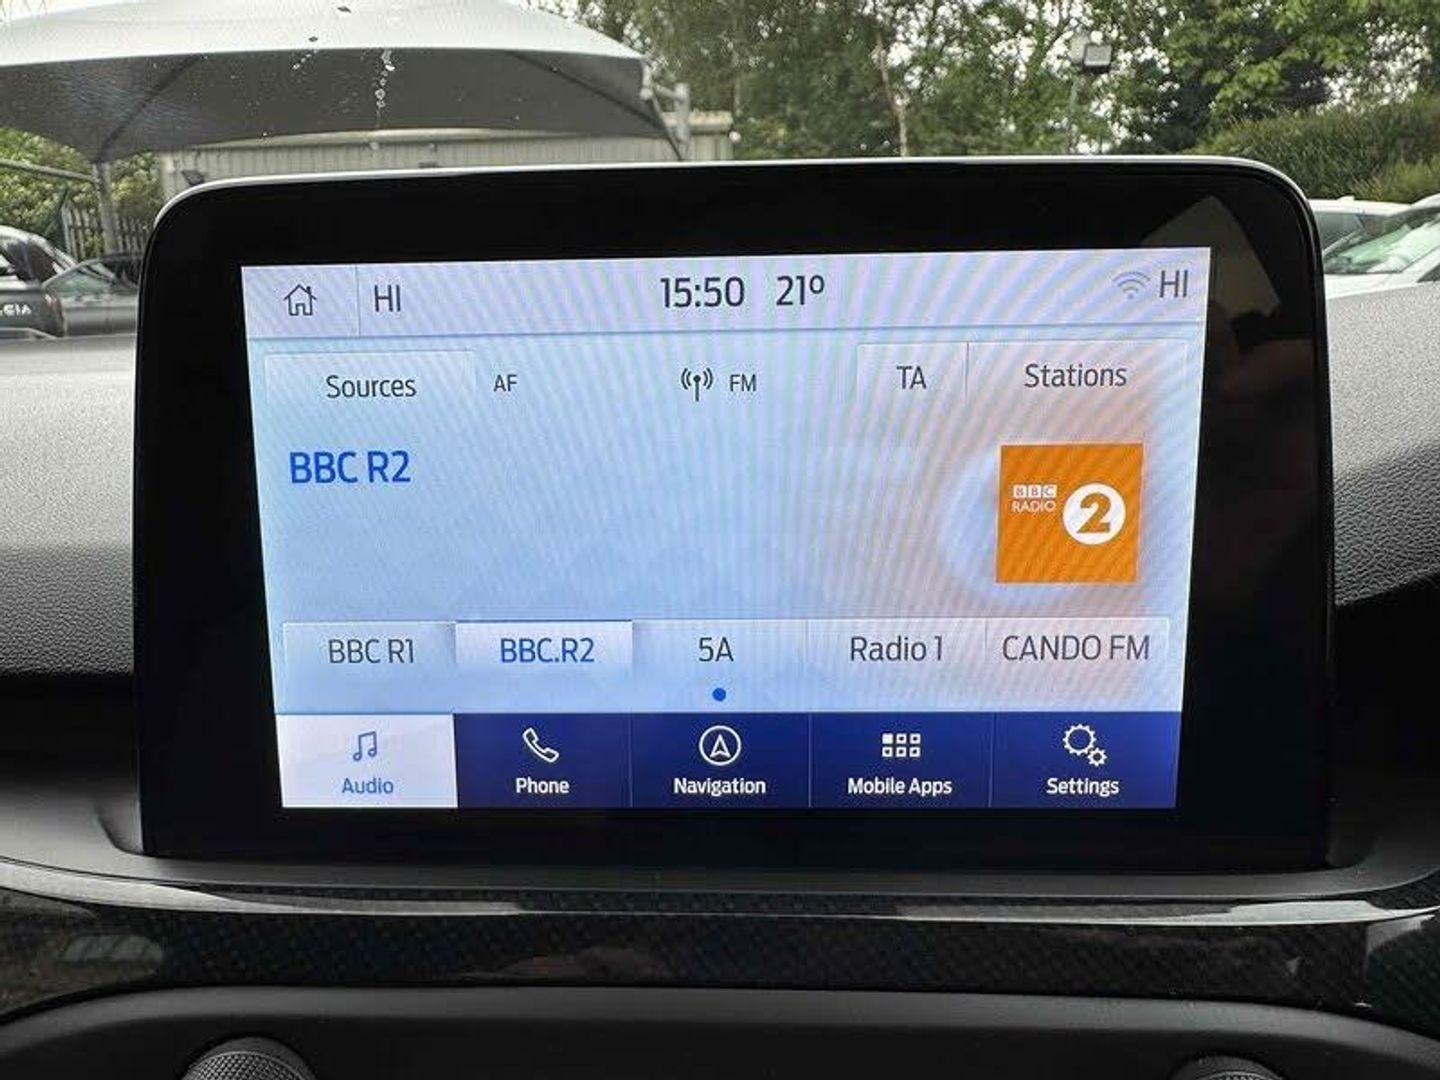 HI 15:50 21° HI
Sources AF FM TA Stations
BBC R2
BBC
RADIO 2
BBC R1 BBC.R2 5A Radio 1 CANDO FM
Audio Phone Navigation Mobile Apps Settings